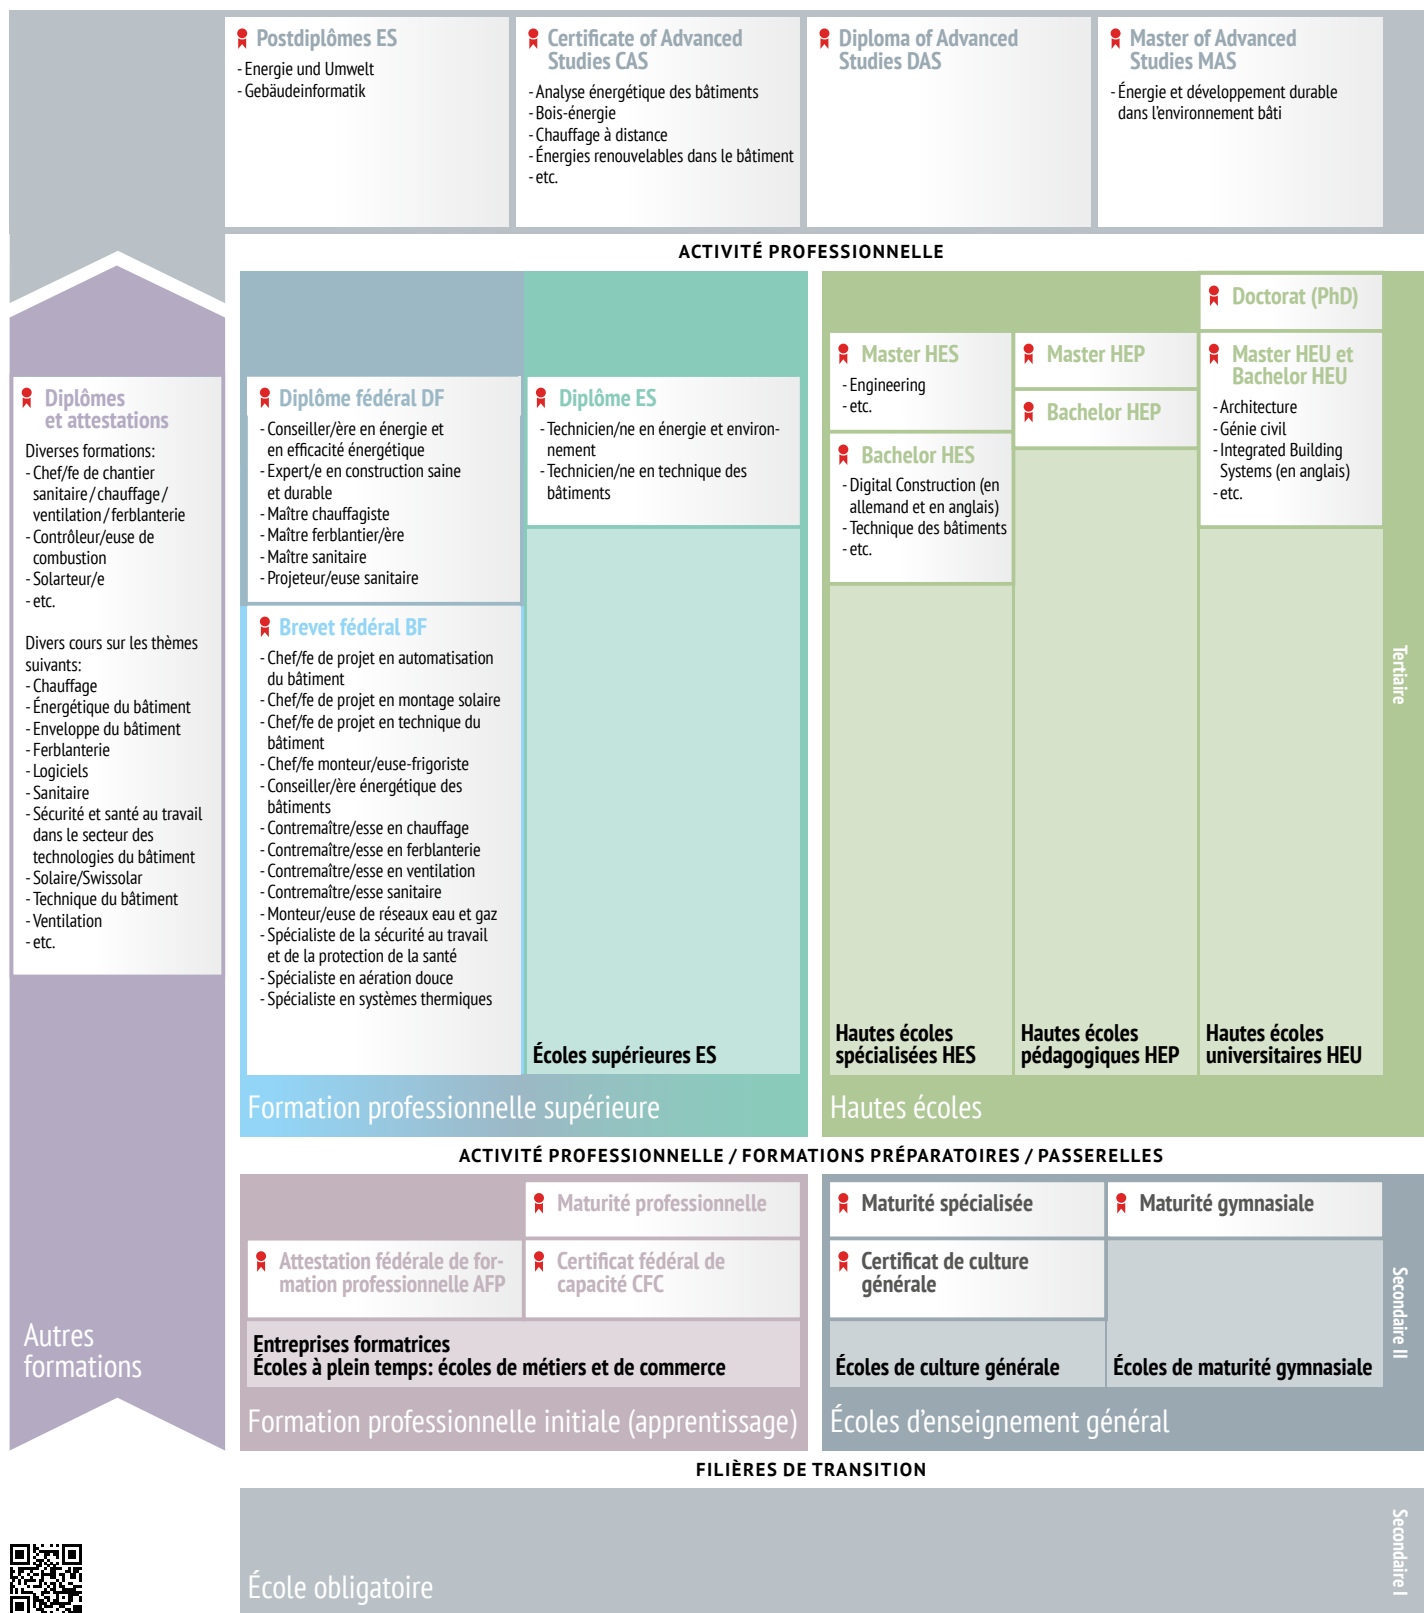 Postdiplômes ES
- Energie und Umwelt
- Gebäudeinformatik
Certificate of Advanced
Studies CAS
- Analyse énergétique des bâtiments
- Bois-énergie
- Chauffage à distance
- Énergies renouvelables dans le bâtiment
- etc.
Diploma of Advanced
Studies DAS
Master of Advanced
Studies MAS
- Énergie et développement durable
dans l'environnement bâti
ACTIVITÉ PROFESSIONNELLE
Diplômes
et attestations
Diverses formations:
- Chef/fe de chantier
sanitaire / chauffage /
ventilation / ferblanterie
- Contrôleur/euse de
combustion
- Solarteur/e
- etc.
Divers cours sur les thèmes
suivants:
- Chauffage
- Énergétique du bâtiment
- Enveloppe du bâtiment
- Ferblanterie
- Logiciels
- Sanitaire
- Sécurité et santé au travail
dans le secteur des
technologies du bâtiment
- Solaire/Swissolar
- Technique du bâtiment
- Ventilation
- etc.
Autres
formations
Diplôme fédéral DF
- Conseiller/ère en énergie et
en efficacité énergétique
- Expert/e en construction saine
et durable
- Maître chauffagiste
- Maître ferblantier/ère
- Maître sanitaire
- Projeteur/euse sanitaire
Brevet fédéral BF
- Chef/fe de projet en automatisation
du bâtiment
- Chef/fe de projet en montage solaire
- Chef/fe de projet en technique du
bâtiment
- Chef/fe monteur/euse-frigoriste
- Conseiller/ère énergétique des
bâtiments
- Contremaître/esse en chauffage
- Contremaître/esse en ferblanterie
- Contremaître/esse en ventilation
- Contremaître/esse sanitaire
- Monteur/euse de réseaux eau et gaz
- Spécialiste de la sécurité au travail
et de la protection de la santé
- Spécialiste en aération douce
- Spécialiste en systèmes thermiques
Diplôme ES
- Technicien/ne en énergie et environ-
nement
- Technicien/ne en technique des
bâtiments
Écoles supérieures ES
Formation professionnelle supérieure
Master HES
- Engineering
- etc.
Bachelor HES
- Digital Construction (en
allemand et en anglais)
- Technique des bâtiments
- etc.
Hautes écoles
spécialisées HES
Master HEP
Bachelor HEP
Hautes écoles
pédagogiques HEP
Doctorat (PhD)
Master HEU et
Bachelor HEU
- Architecture
- Génie civil
- Integrated Building
Systems (en anglais)
- etc.
Hautes écoles
universitaires HEU
Hautes écoles
Tertiaire
ACTIVITÉ PROFESSIONNELLE / FORMATIONS PRÉPARATOIRES / PASSERELLES
Maturité professionnelle
Attestation fédérale de for-
mation professionnelle AFP
Certificat fédéral de
capacité CFC
Entreprises formatrices
Écoles à plein temps: écoles de métiers et de commerce
Formation professionnelle initiale (apprentissage)
Maturité spécialisée
Certificat de culture
générale
Écoles de culture générale
Maturité gymnasiale
Écoles de maturité gymnasiale
Écoles d'enseignement général
Secondaire II
FILIÈRES DE TRANSITION
École obligatoire
Secondaire I